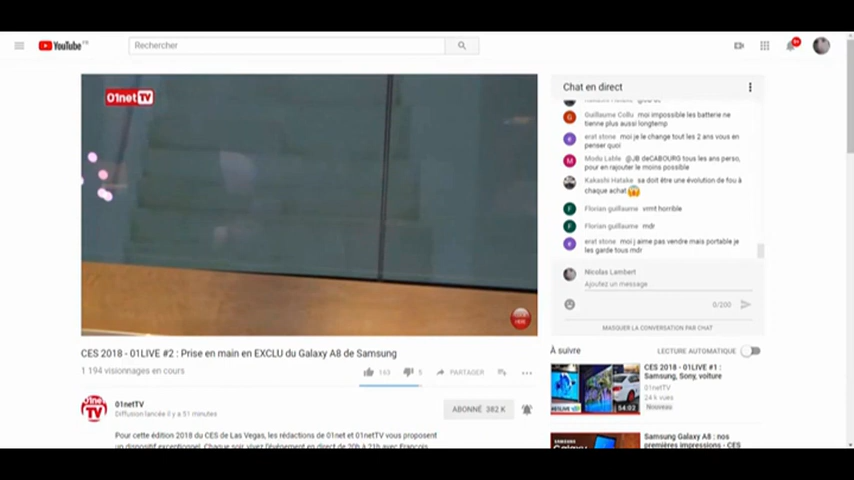 YouTube FR
Rechercher
9+
01net TV
Chat en direct
Guillaume Collu moi impossible les batterie ne
tienne plus aussi longtemp
erat stone moi je le change tout les 2 ans vous en
penser quoi
Modu Lable @JB deCABOURG tous les ans perso,
pour en rajouter le moins possible
Kakashi Hatake sa doit être une évolution de fou à
chaque achat
Florian guillaume vrmt horrible
Florian guillaume mdr
erat stone moi j aime pas vendre mais portable je
les garde tous mdr
Nicolas Lambert
Ajoutez un message
0/200
MASQUER LA CONVERSATION PAR CHAT
CES 2018 - 01LIVE #2 : Prise en main en EXCLU du Galaxy A8 de Samsung
1 194 visionnages en cours
163
5
PARTAGER
01netTV
Diffusion lancée il y a 51 minutes
ABONNÉ 382 K
Pour cette édition 2018 du CES de Las Vegas, les rédactions de 01net et 01netTV vous proposent
un dispositif exceptionnel. Chaque soir, vivez l'événement en direct de 20h à 21h avec François
À suivre
LECTURE AUTOMATIQUE
CES 2018 - 01LIVE #1 :
Samsung, Sony, voiture
01netTV
24 k vues
Nouveau
54:02
Samsung Galaxy A8 : nos
premières impressions - CES